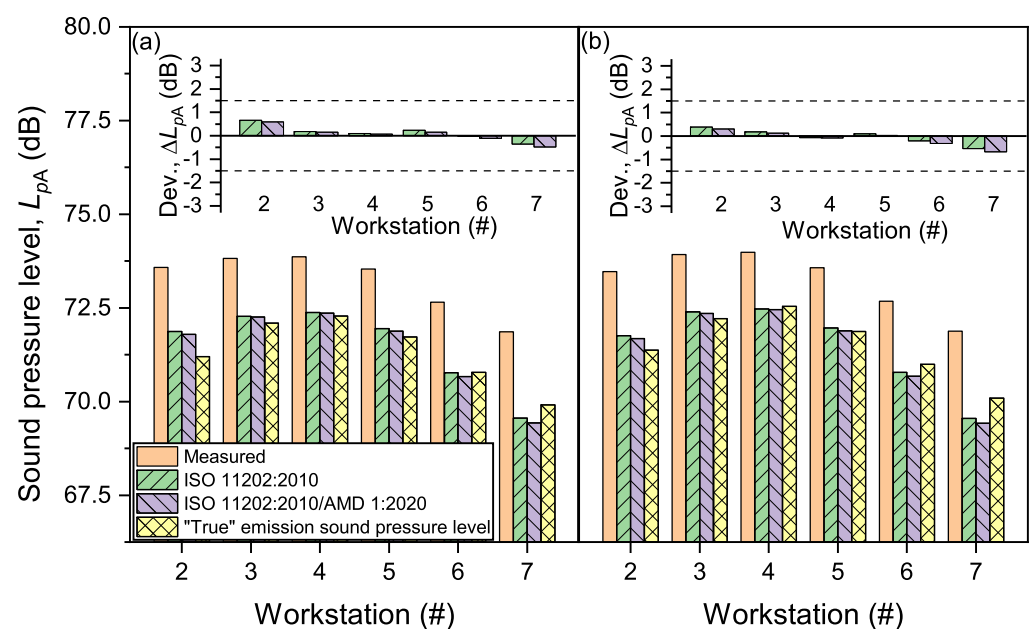 80.0
77.5
75.0
72.5
70.0
67.5
Sound pressure level, LpA (dB)
(a)
3
2
1
0
-1
-2
-3
Dev., ΔLpA (dB)
2 3 4 5 6 7
Workstation (#)
Measured
ISO 11202:2010
ISO 11202:2010/AMD 1:2020
"True" emission sound pressure level
2 3 4 5 6 7
Workstation (#)
(b)
3
2
1
0
-1
-2
-3
Dev., ΔLpA (dB)
2 3 4 5 6 7
Workstation (#)
2 3 4 5 6 7
Workstation (#)